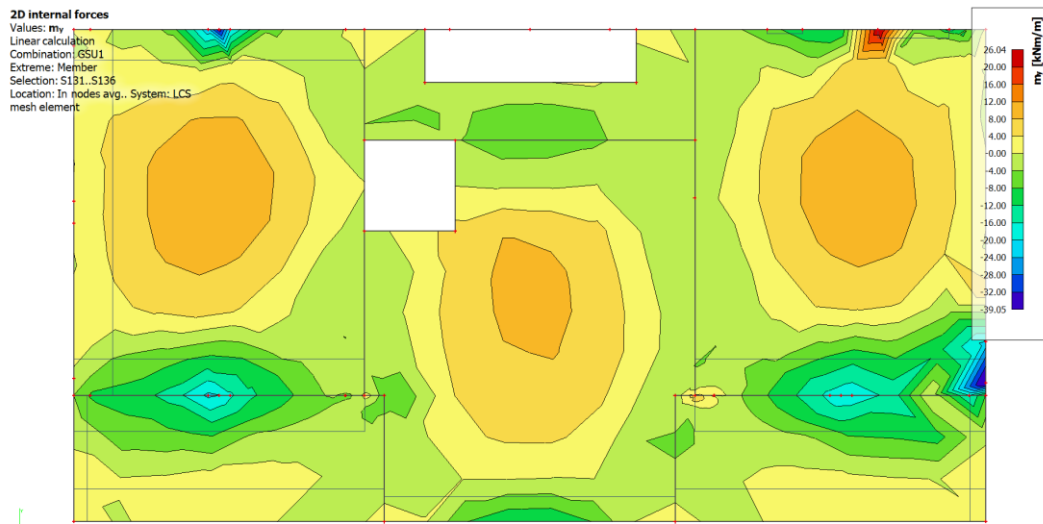 2D internal forces
Values: my
Linear calculation
Combination: GSU1
Extreme: Member
Selection: S131..S136
Location: In nodes avg.. System: LCS
mesh element
my [kNm/m]
26.04
20.00
16.00
12.00
8.00
4.00
-0.00
-4.00
-8.00
-12.00
-16.00
-20.00
-24.00
-28.00
-32.00
-39.05